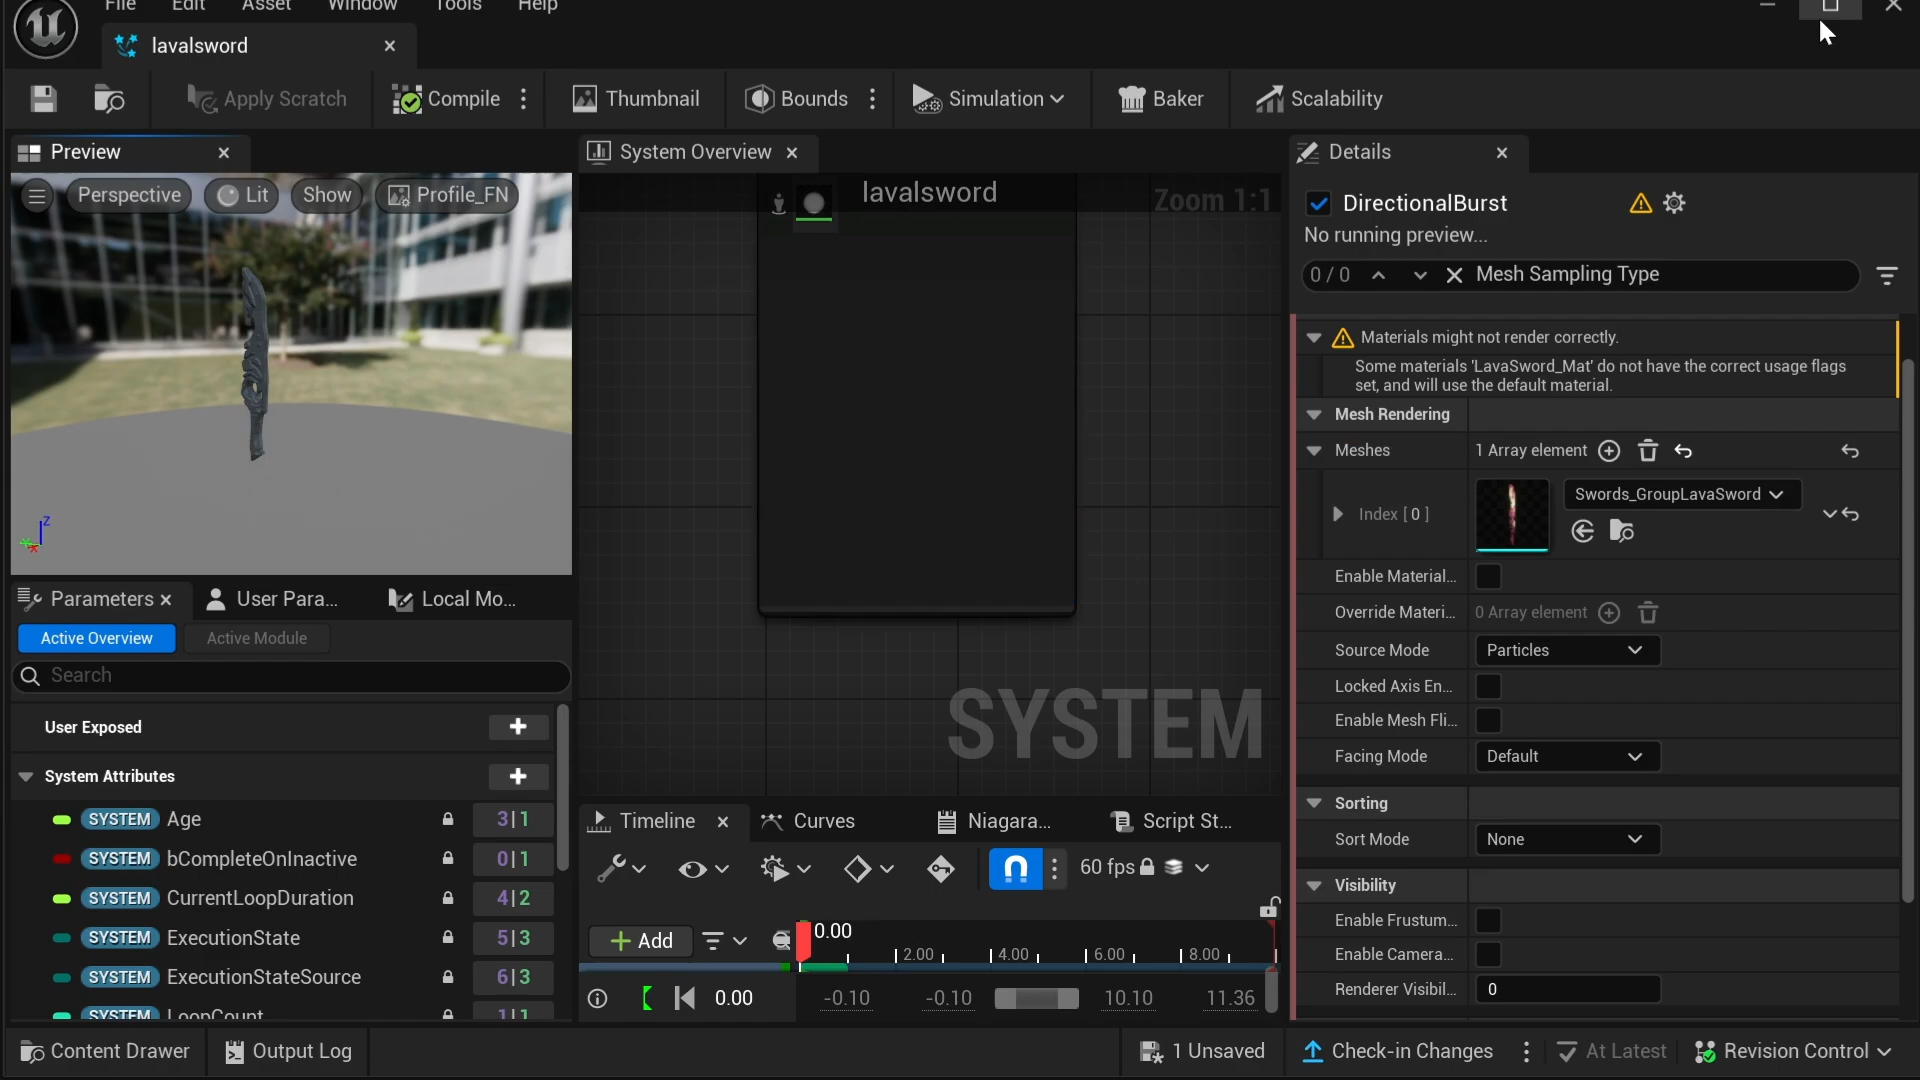 File Edit Asset Window Tools Help
lavalsword
Apply Scratch Compile Thumbnail Bounds Simulation Baker Scalability
Preview
Perspective Lit Show Profile_FN
z
Parameters User Para... Local Mo...
Active Overview Active Module
Search
User Exposed
System Attributes
SYSTEM Age 3|1
SYSTEM bCompleteOnInactive 0|1
SYSTEM CurrentLoopDuration 4|2
SYSTEM ExecutionState 5|3
SYSTEM ExecutionStateSource 6|3
SYSTEM LoopCount 1|1
System Overview
lavalsword Zoom 1:1
SYSTEM
Timeline Curves Niagara... Script St...
60 fps
Add 0.00
2.00 4.00 6.00 8.00
0.00 -0.10 -0.10 10.10 11.36
Details
DirectionalBurst
No running preview...
0 / 0 Mesh Sampling Type
Materials might not render correctly.
Some materials 'LavaSword_Mat' do not have the correct usage flags
set, and will use the default material.
Mesh Rendering
Meshes 1 Array element
Index [ 0 ] Swords_GroupLavaSword
Enable Material...
Override Materi... 0 Array element
Source Mode Particles
Locked Axis En...
Enable Mesh Fli...
Facing Mode Default
Sorting
Sort Mode None
Visibility
Enable Frustum...
Enable Camera...
Renderer Visibil... 0
Content Drawer Output Log 1 Unsaved Check-in Changes At Latest Revision Control